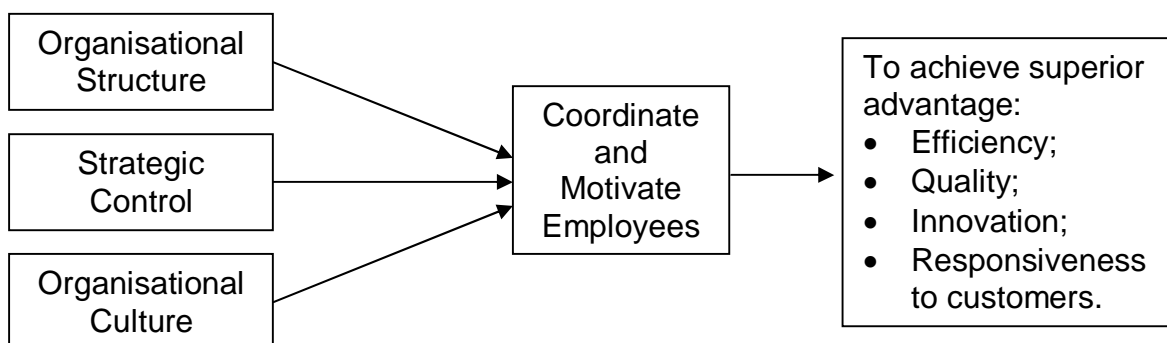 Organisational
Structure
Strategic
Control
Organisational
Culture
Coordinate
and
Motivate
Employees
To achieve superior
advantage:
• Efficiency;
• Quality;
• Innovation;
• Responsiveness
to customers.